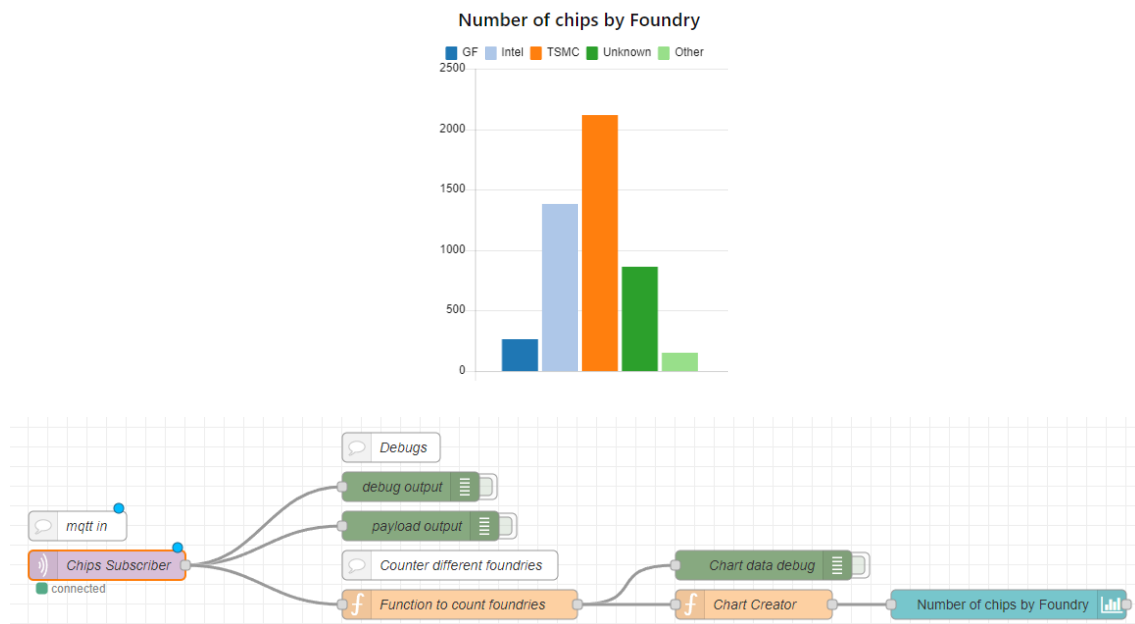 Number of chips by Foundry
GF Intel TSMC Unknown Other
2500
2000
1500
1000
500
0
Debugs
debug output
mqtt in
payload output
Chips Subscriber
Counter different foundries
Chart data debug
connected
Function to count foundries
Chart Creator
Number of chips by Foundry